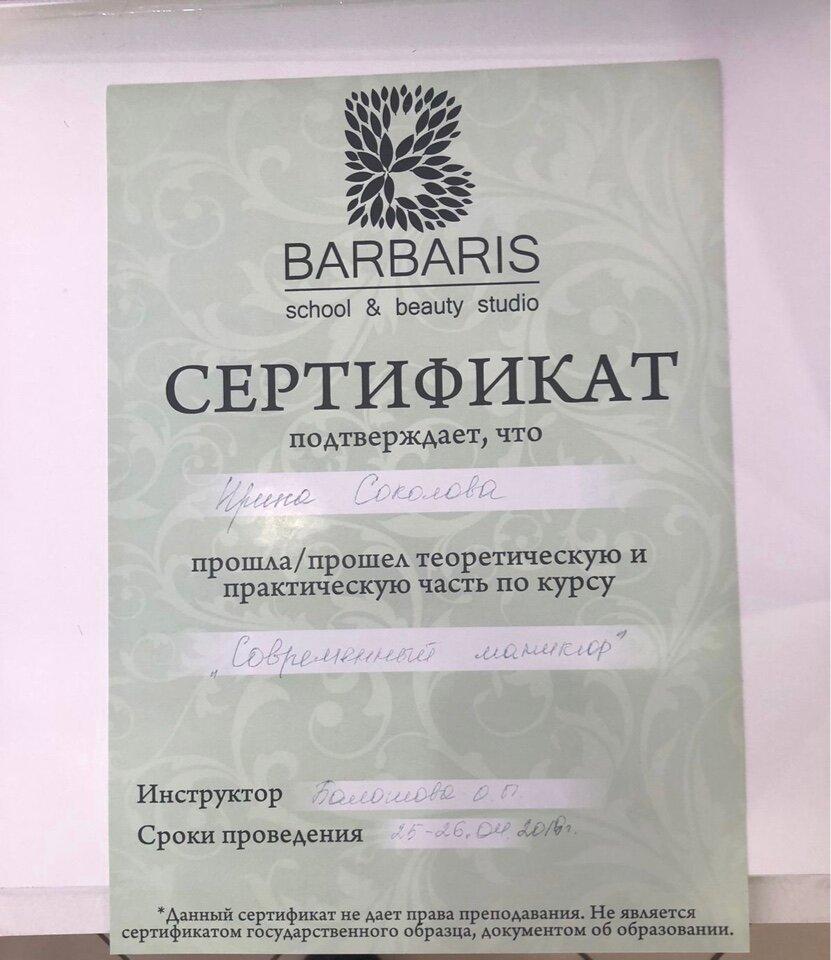 BARBARIS
school & beauty studio
СЕРТИФИКАТ
подтверждает, что
Ирина Соколова
прошла/прошел теоретическую и
практическую часть по курсу
„Современный маникюр"
Инструктор
Сроки проведения 25-26.04.
*Данный сертификат не дает права преподавания. Не является
сертификатом государственного образца, документом об образовании.